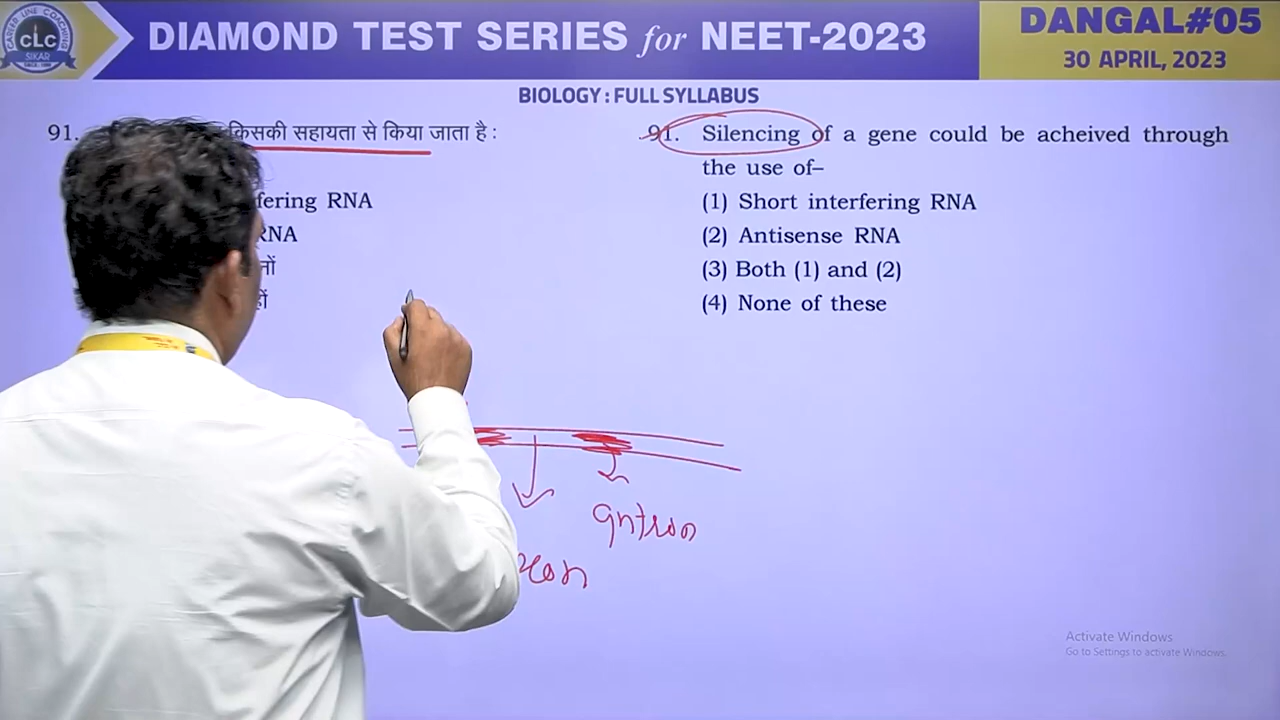 CAREER LINE COACHING
CLC
SIKAR
DIAMOND TEST SERIES for NEET-2023
DANGAL#05
30 APRIL, 2023
BIOLOGY : FULL SYLLABUS
91. किसकी सहायता से किया जाता है :
fering RNA
RNA
91. Silencing of a gene could be acheived through
the use of–
(1) Short interfering RNA
(2) Antisense RNA
(3) Both (1) and (2)
(4) None of these
Intron
Activate Windows
Go to Settings to activate Windows.